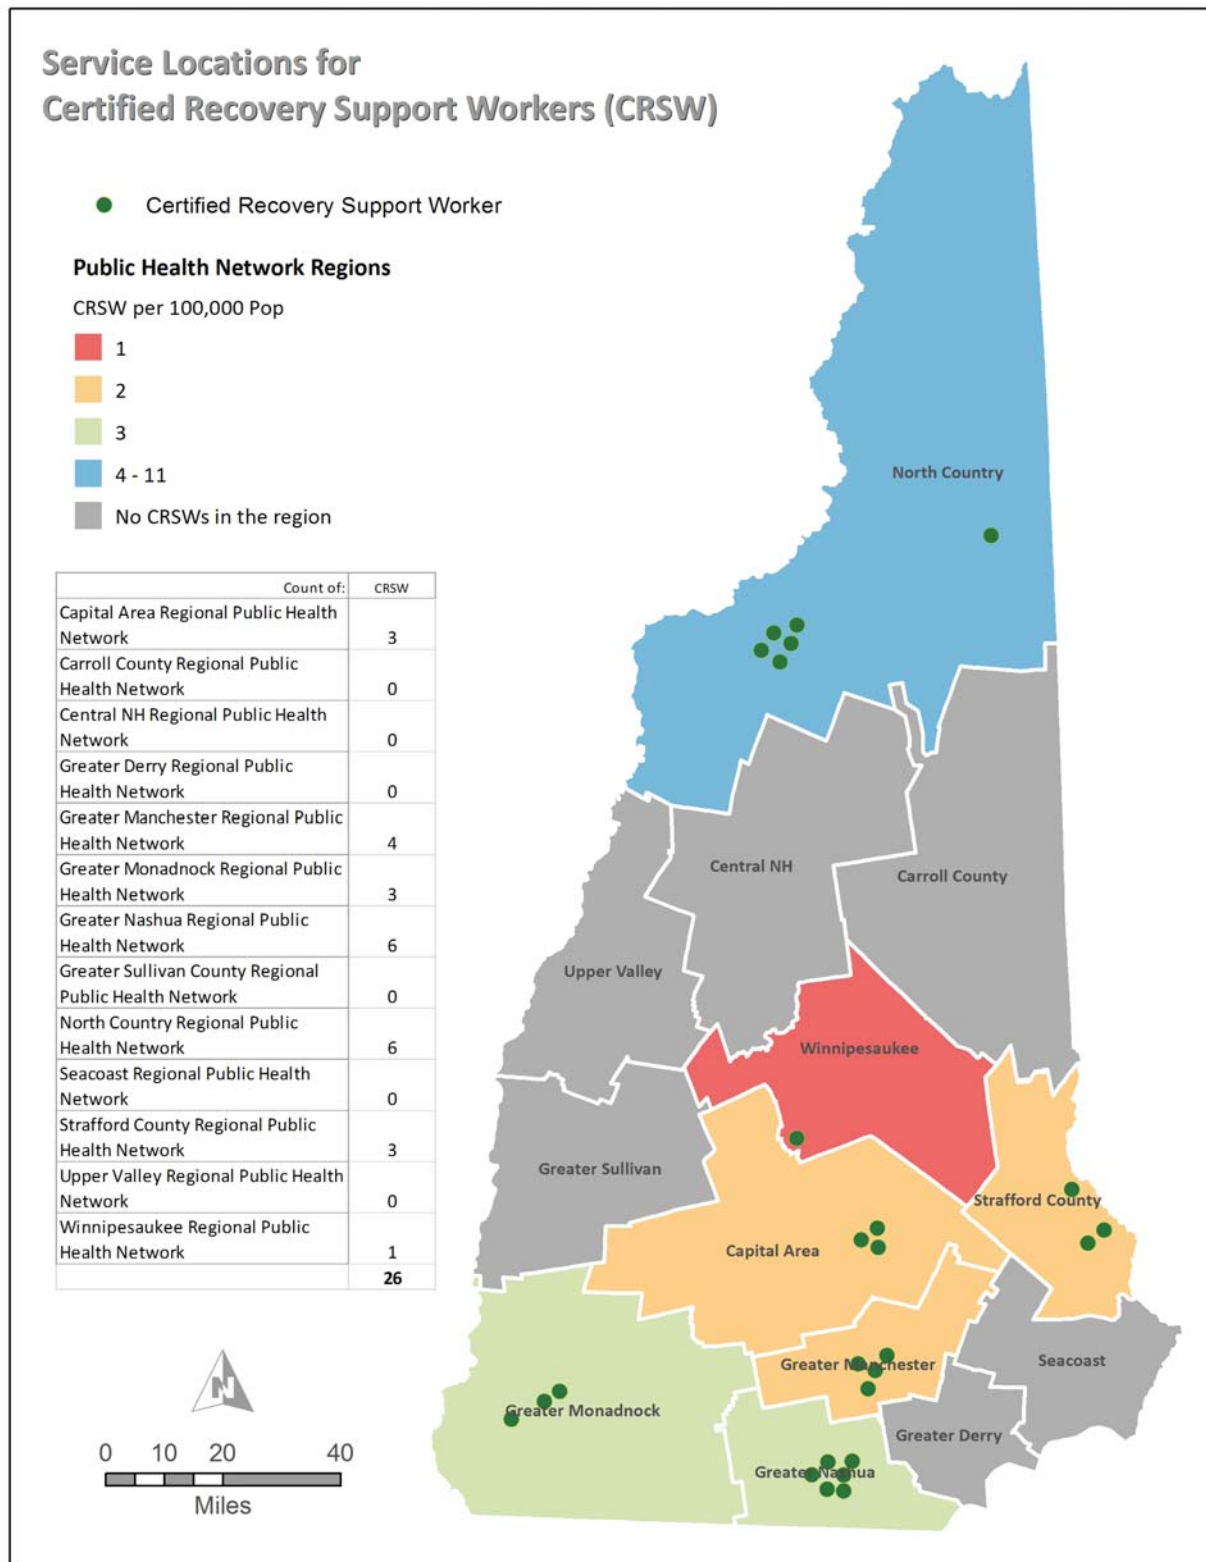 Service Locations for
Certified Recovery Support Workers (CRSW)
Certified Recovery Support Worker
Public Health Network Regions
CRSW per 100,000 Pop
1
2
3
4 - 11
No CRSWs in the region
Count of: CRSW
Capital Area Regional Public Health
Network 3
Carroll County Regional Public
Health Network 0
Central NH Regional Public Health
Network 0
Greater Derry Regional Public
Health Network 0
Greater Manchester Regional Public
Health Network 4
Greater Monadnock Regional Public
Health Network 3
Greater Nashua Regional Public
Health Network 6
Greater Sullivan County Regional
Public Health Network 0
North Country Regional Public
Health Network 6
Seacoast Regional Public Health
Network 0
Strafford County Regional Public
Health Network 3
Upper Valley Regional Public Health
Network 0
Winnipesaukee Regional Public
Health Network 1
26
N
0 10 20 40
Miles
North Country
Central NH
Carroll County
Upper Valley
Winnipesaukee
Greater Sullivan
Strafford County
Capital Area
Seacoast
Greater Manchester
Greater Monadnock
Greater Derry
Greater Nashua